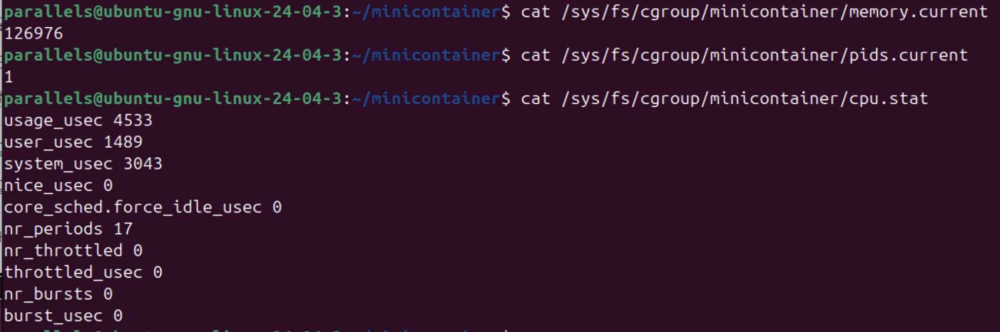 parallels@ubuntu-gnu-linux-24-04-3:~/minicontainer$ cat /sys/fs/cgroup/minicontainer/memory.current
126976
parallels@ubuntu-gnu-linux-24-04-3:~/minicontainer$ cat /sys/fs/cgroup/minicontainer/pids.current
1
parallels@ubuntu-gnu-linux-24-04-3:~/minicontainer$ cat /sys/fs/cgroup/minicontainer/cpu.stat
usage_usec 4533
user_usec 1489
system_usec 3043
nice_usec 0
core_sched.force_idle_usec 0
nr_periods 17
nr_throttled 0
throttled_usec 0
nr_bursts 0
burst_usec 0